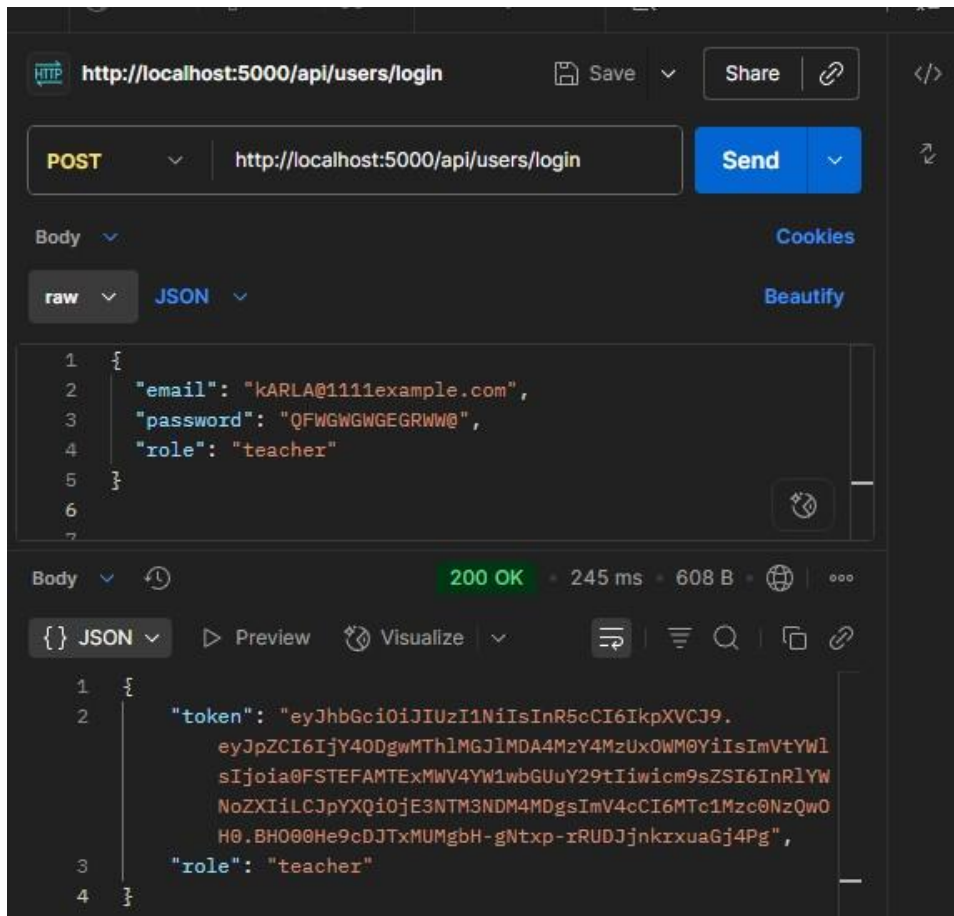 HTTP http://localhost:5000/api/users/login Save Share </>
POST http://localhost:5000/api/users/login Send
Body Cookies
raw JSON Beautify
1 {
2 "email": "kARLA@1111example.com",
3 "password": "QFWGWGWGEGRWW@",
4 "role": "teacher"
5 }
6
7
Body 200 OK 245 ms 608 B
{} JSON Preview Visualize
1 {
2 "token": "eyJhbGciOiJIUzI1NiIsInR5cCI6IkpXVCJ9.
eyJpZCI6IjY4ODgwMThlMGJlMDA4MzY4MzUxOWM0YiIsImVtYWl
sIjoia0FSTEFAMTExMWV4YW1wbGUuY29tIiwicm9sZSI6InRlYW
NoZXIiLCJpYXQiOjE3NTM3NDM4MDgsImV4cCI6MTc1Mzc0NzQwO
H0.BHO00He9cDJTxMUMgbH-gNtxp-rRUDJjnkrxuaGj4Pg",
3 "role": "teacher"
4 }